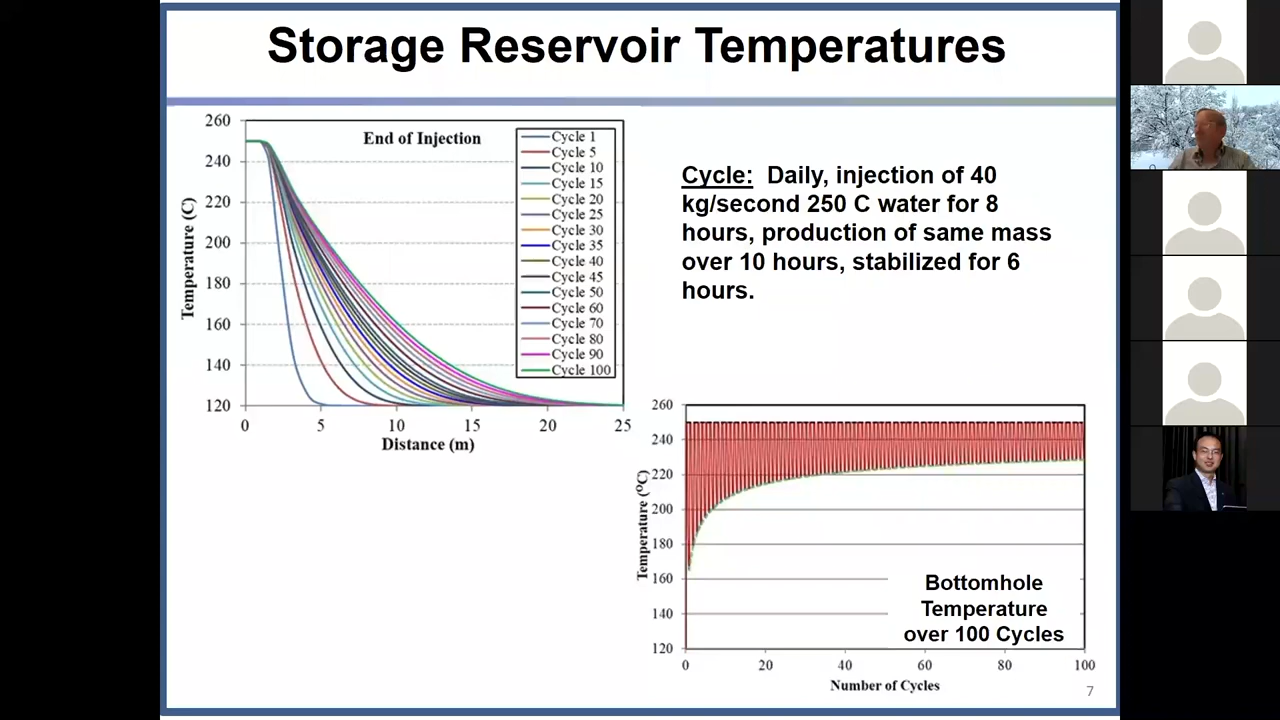 Storage Reservoir Temperatures
260
240
220
200
180
160
140
120
Temperature (C)
End of Injection
Cycle 1
Cycle 5
Cycle 10
Cycle 15
Cycle 20
Cycle 25
Cycle 30
Cycle 35
Cycle 40
Cycle 45
Cycle 50
Cycle 60
Cycle 70
Cycle 80
Cycle 90
Cycle 100
0 5 10 15 20 25
Distance (m)
Cycle: Daily, injection of 40
kg/second 250 C water for 8
hours, production of same mass
over 10 hours, stabilized for 6
hours.
260
240
220
200
180
160
140
120
Temperature (ºC)
Bottomhole
Temperature
over 100 Cycles
0 20 40 60 80 100
Number of Cycles
7